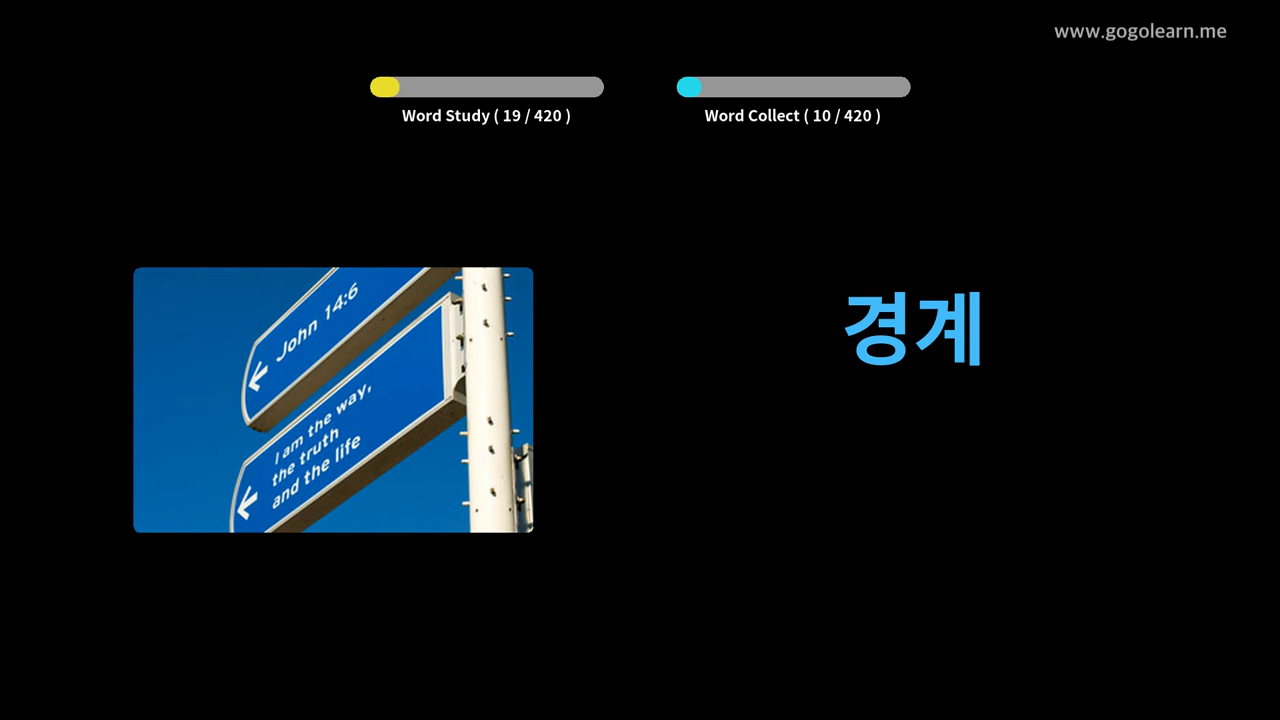 www.gogolearn.me
Word Study ( 19 / 420 )
Word Collect ( 10 / 420 )
John 14:6
I am the way,
the truth
and the life
경계